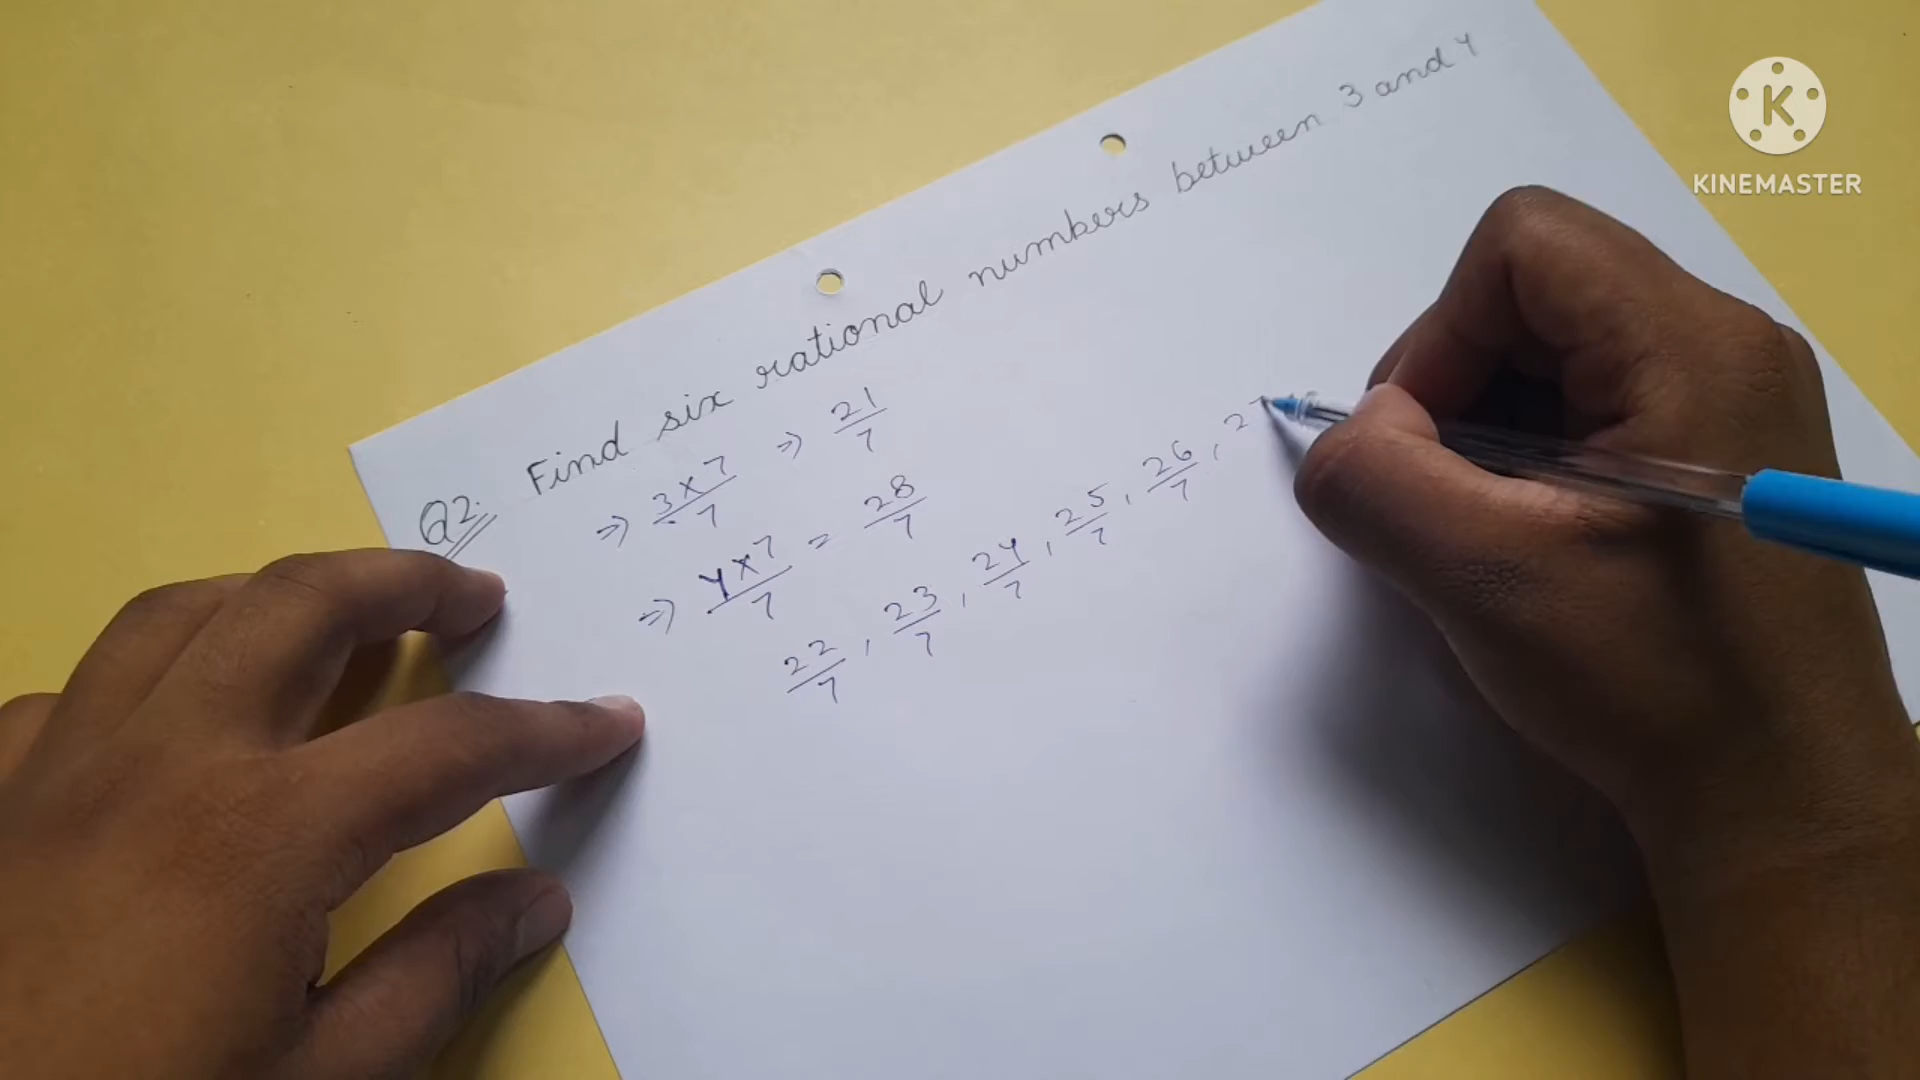 Q2. Find six rational numbers between 3 and 4
⇒ 3×7/7 ⇒ 21/7
⇒ 4×7/7 = 28/7
22/7, 23/7, 24/7, 25/7, 26/7, 27
KINEMASTER